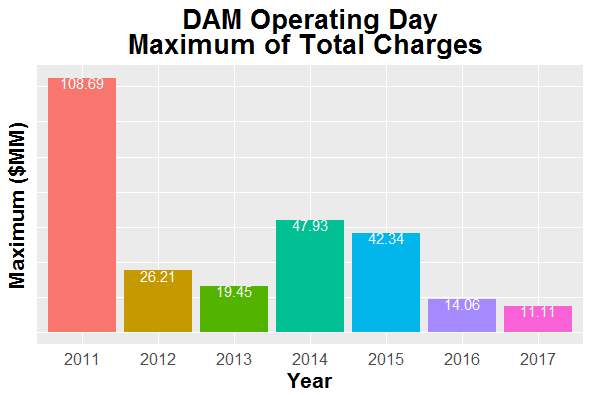 DAM Operating Day
Maximum of Total Charges
Maximum ($MM)
108.69
26.21
19.45
47.93
42.34
14.06
11.11
2011 2012 2013 2014 2015 2016 2017
Year